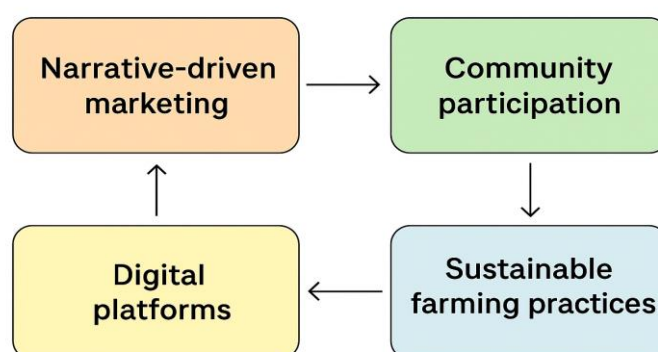 Narrative-driven
marketing
Community
participation
Digital
platforms
Sustainable
farming practices